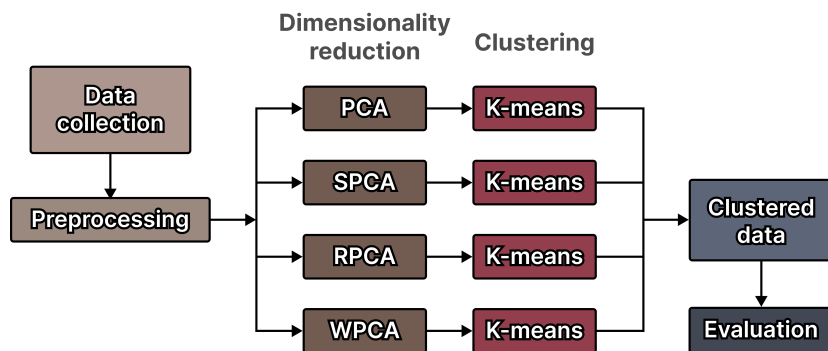 Dimensionality
reduction
Clustering
Data
collection
Preprocessing
PCA
K-means
SPCA
K-means
RPCA
K-means
WPCA
K-means
Clustered
data
Evaluation